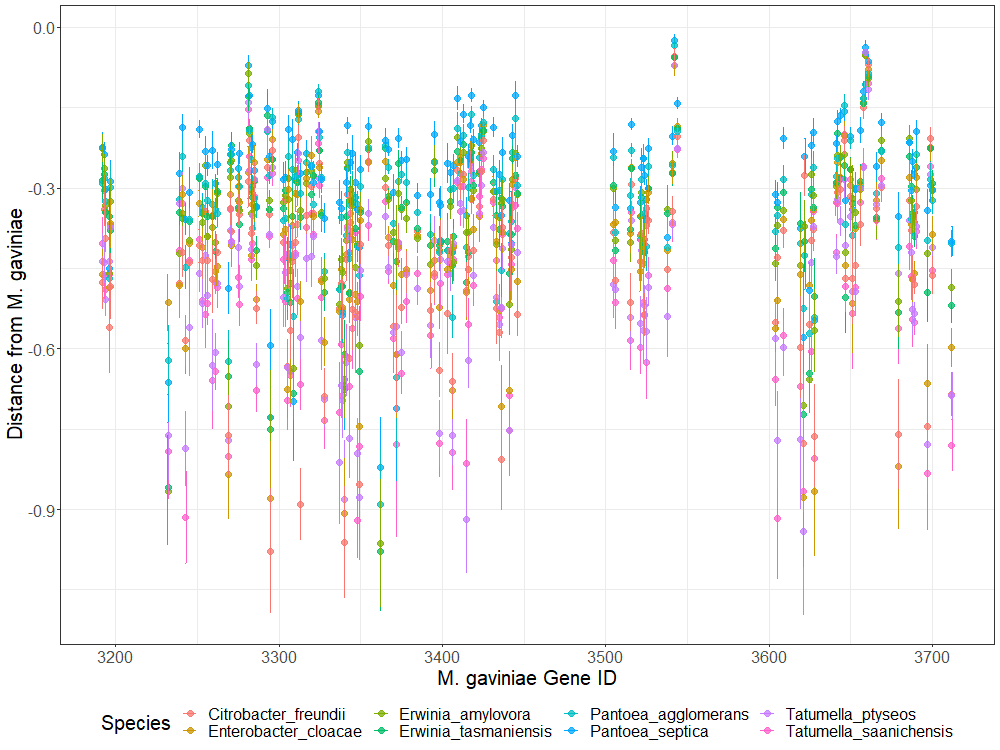 0.0
-0.3
-0.6
-0.9
Distance from M. gaviniae
3200 3300 3400 3500 3600 3700
M. gaviniae Gene ID
Species
Citrobacter_freundii Erwinia_amylovora Pantoea_agglomerans Tatumella_ptyseos
Enterobacter_cloacae Erwinia_tasmaniensis Pantoea_septica Tatumella_saanichensis